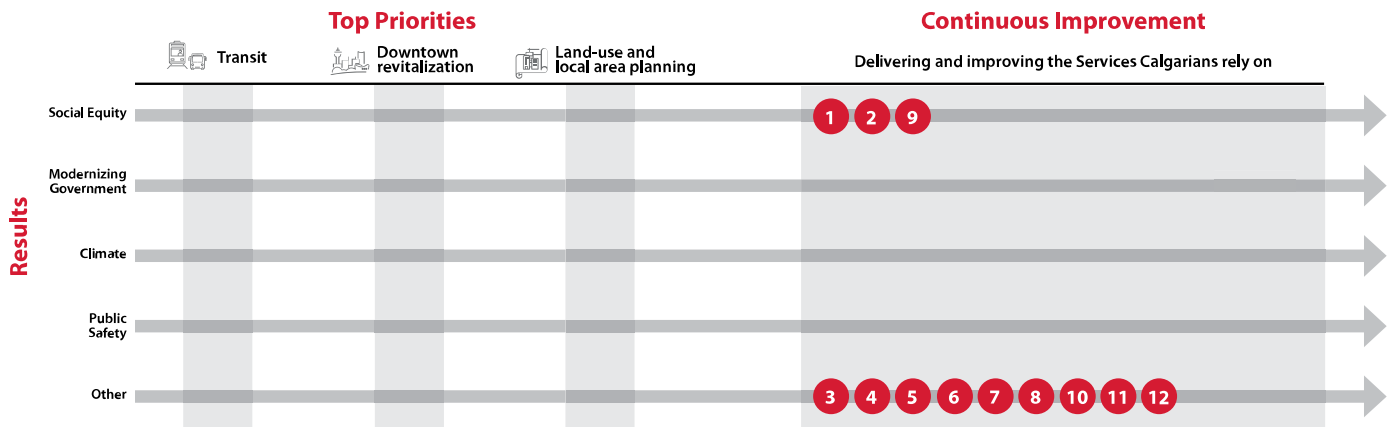 Top Priorities
Continuous Improvement
Transit
Downtown
revitalization
Land-use and
local area planning
Delivering and improving the Services Calgarians rely on
Results
Social Equity
1 2 9
Modernizing
Government
Climate
Public
Safety
Other
3 4 5 6 7 8 10 11 12